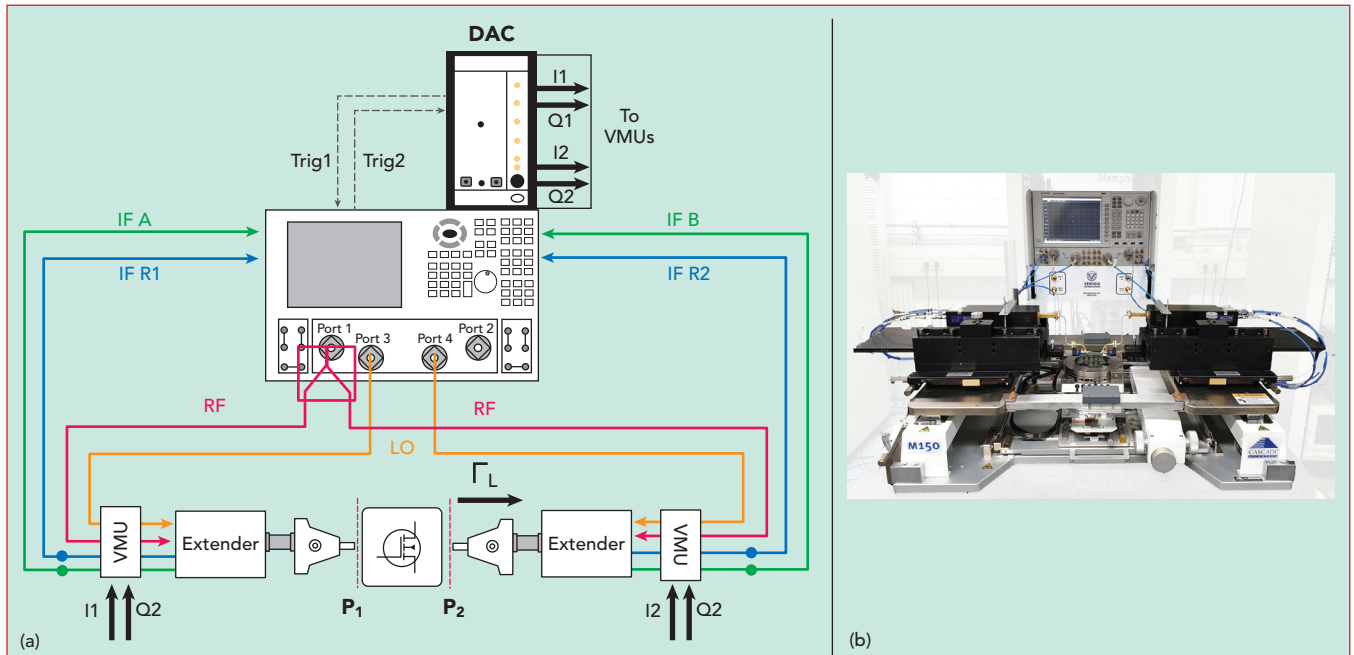 DAC
I1
Q1
To
VMUs
I2
Q2
Trig1
Trig2
IF A
IF B
IF R1
IF R2
Port 1
Port 3
Port 4
Port 2
RF
RF
LO
ΓL
VMU
Extender
Extender
VMU
P1
P2
I1
Q2
I2
Q2
(a)
VERTIGO
M150
CASCADE
(b)